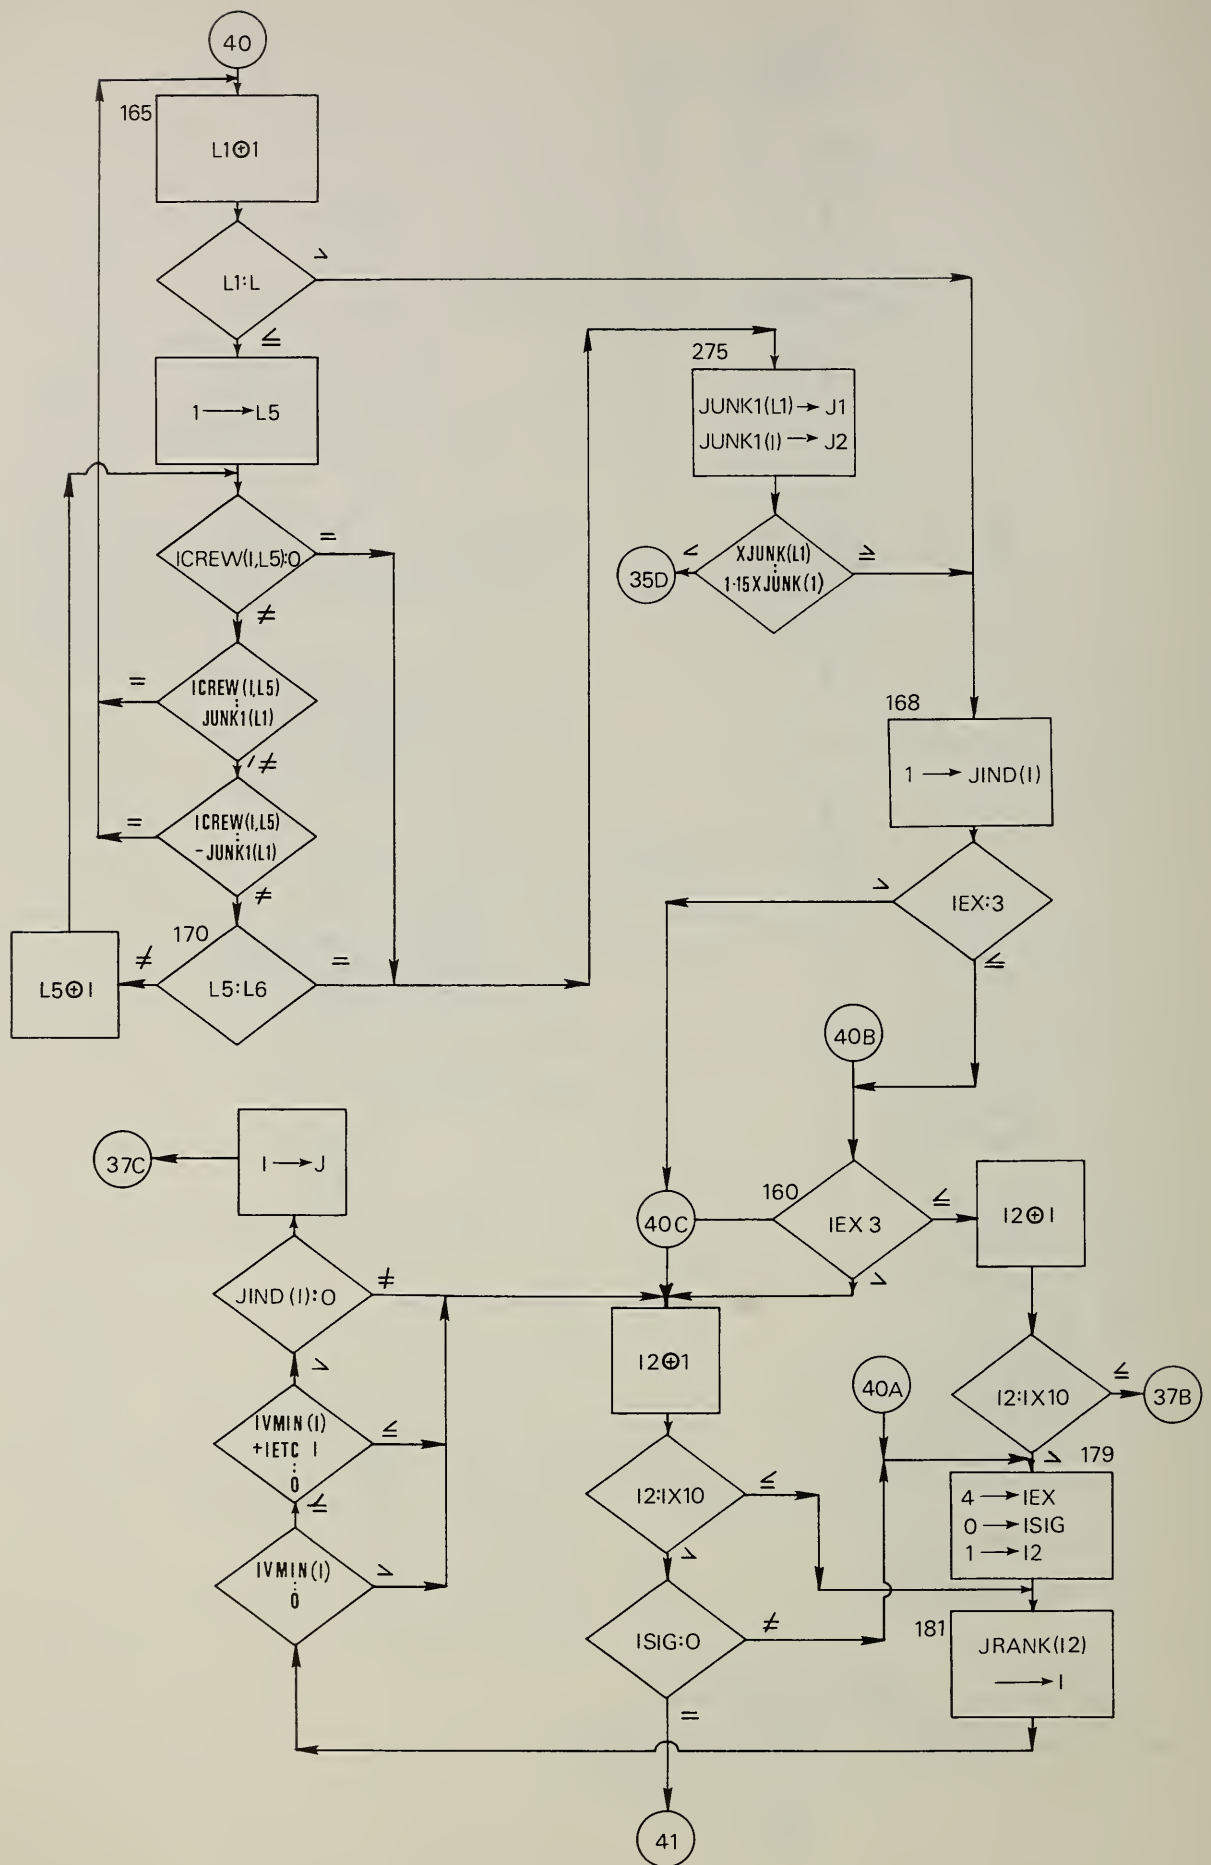 40
165
L1⊕1
L1:L
>
≤
1 → L5
ICREW(I,L5):0
=
≠
ICREW(I,L5)
:
JUNK1(L1)
=
≠
ICREW(I,L5)
:
-JUNK1(L1)
=
≠
170
L5:L6
≠
=
L5⊕1
275
JUNK1(L1) → J1
JUNK1(I) → J2
XJUNK(L1)
:
1·15XJUNK(1)
<
≥
35D
168
1 → JIND(I)
IEX:3
>
≤
40B
160
IEX 3
≤
>
40C
I2⊕1
I2:IX10
≤
37B
>
40A
179
4 → IEX
0 → ISIG
1 → I2
181
JRANK(I2)
→ I
I2⊕1
I2:IX10
≤
>
ISIG:0
≠
=
41
37C
I → J
JIND(I):0
≠
>
IVMIN(I)
+IETC I
:
0
≤
≤
IVMIN(I)
:
0
>